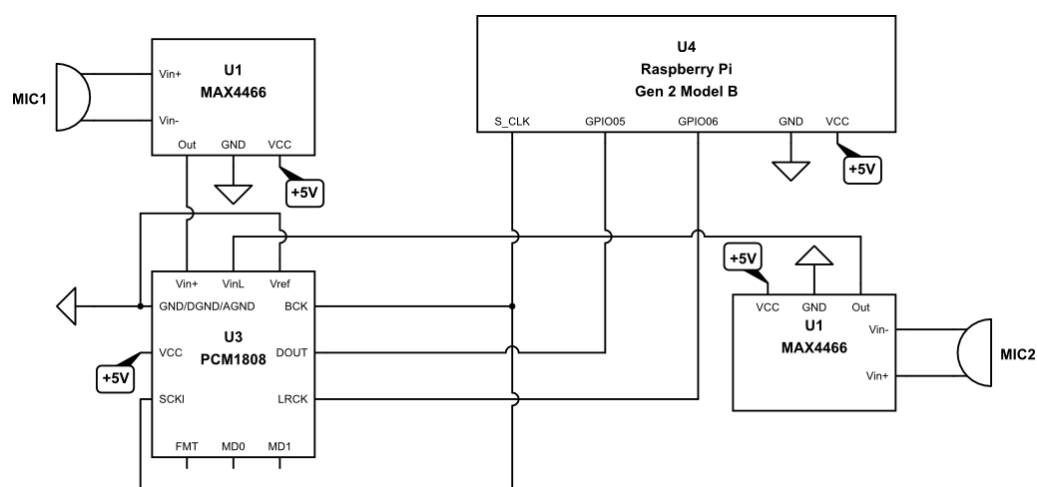 MIC1
Vin+
Vin-
U1
MAX4466
Out GND VCC
+5V
U4
Raspberry Pi
Gen 2 Model B
S_CLK GPIO05 GPIO06 GND VCC
+5V
Vin+ VinL Vref
GND/DGND/AGND
BCK
U3
PCM1808
VCC
DOUT
+5V
SCKI
LRCK
FMT MD0 MD1
+5V
VCC GND Out
U1
MAX4466
Vin-
Vin+
MIC2